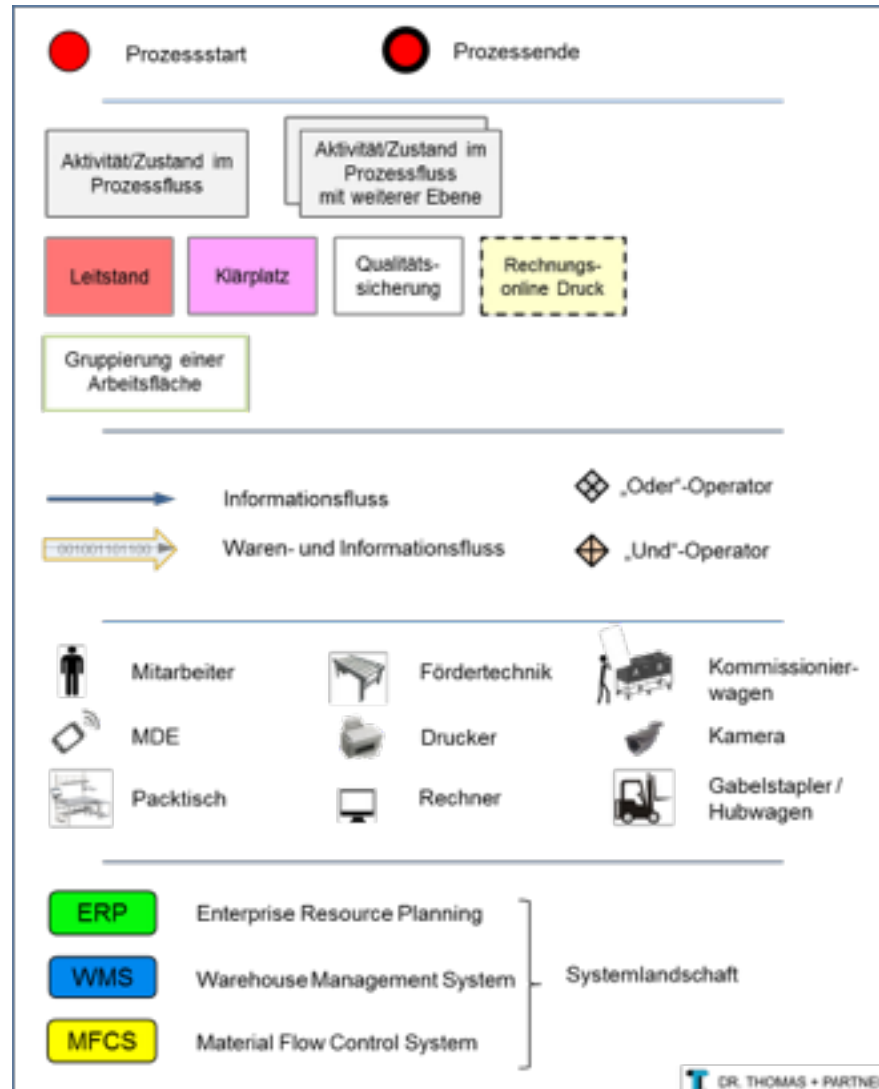 Prozessstart
Prozessende
Aktivität/Zustand im
Prozessfluss
Aktivität/Zustand im
Prozessfluss
mit weiterer Ebene
Leitstand
Klärplatz
Qualitäts-
sicherung
Rechnungs-
online Druck
Gruppierung einer
Arbeitsfläche
Informationsfluss
„Oder“-Operator
001001101100
Waren- und Informationsfluss
„Und“-Operator
Mitarbeiter
Fördertechnik
Kommissionier-
wagen
MDE
Drucker
Kamera
Packtisch
Rechner
Gabelstapler /
Hubwagen
ERP
Enterprise Resource Planning
WMS
Warehouse Management System
Systemlandschaft
MFCS
Material Flow Control System
DR. THOMAS + PARTNE